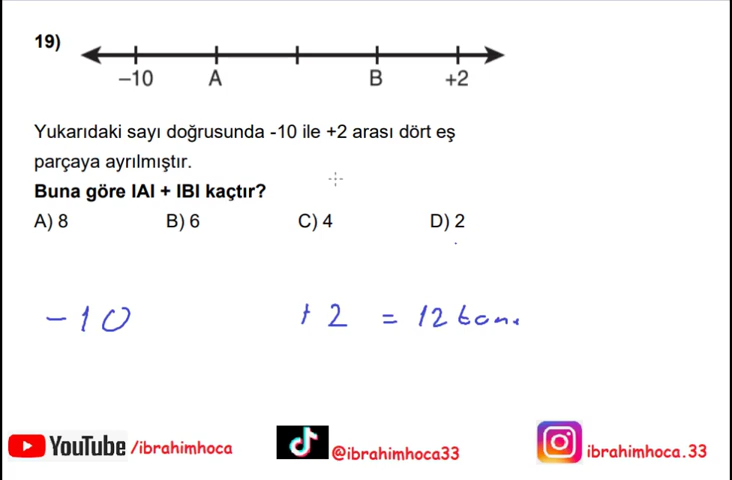 19)
–10 A B +2
Yukarıdaki sayı doğrusunda -10 ile +2 arası dört eş
parçaya ayrılmıştır.
Buna göre IAI + IBI kaçtır?
A) 8 B) 6 C) 4 D) 2
-10 +2 = 12 tane
YouTube /ibrahimhoca @ibrahimhoca33 ibrahimhoca.33